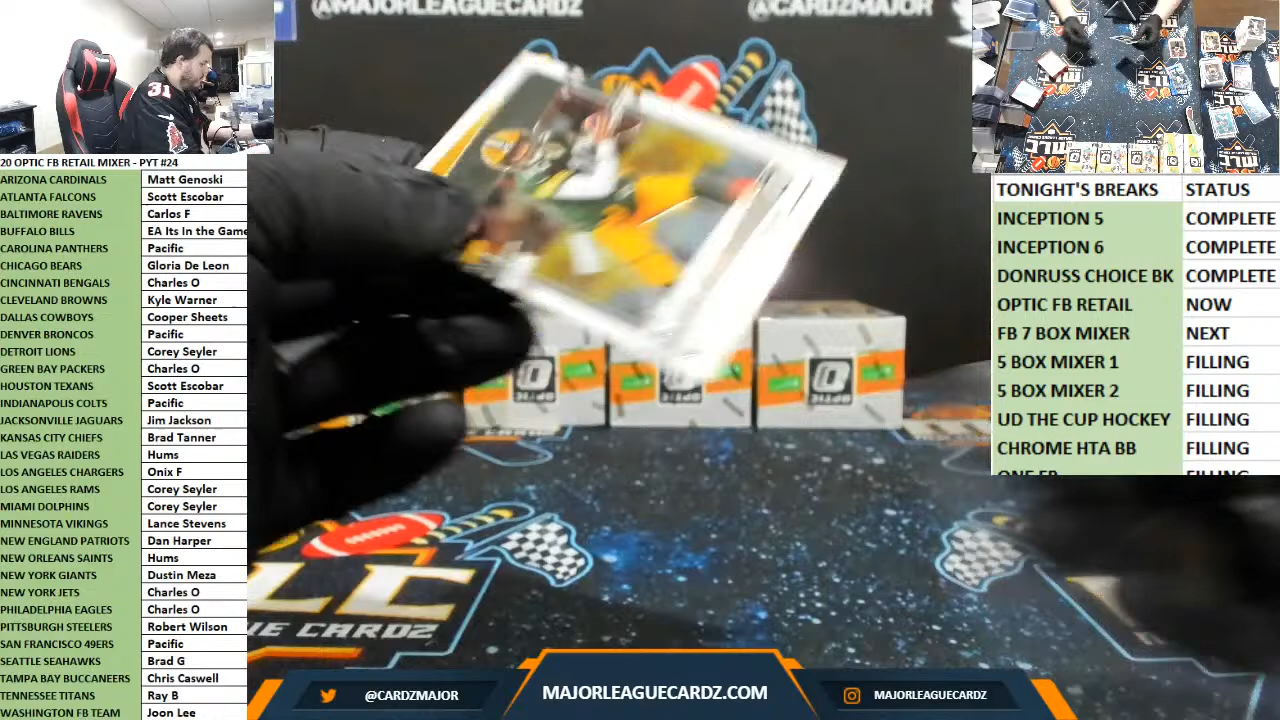 @MAJORLEAGUECARDZ
@CARDZMAJOR
31
20 OPTIC FB RETAIL MIXER - PYT #24
ARIZONA CARDINALS Matt Genoski
ATLANTA FALCONS Scott Escobar
BALTIMORE RAVENS Carlos F
BUFFALO BILLS EA Its In the Game
CAROLINA PANTHERS Pacific
CHICAGO BEARS Gloria De Leon
CINCINNATI BENGALS Charles O
CLEVELAND BROWNS Kyle Warner
DALLAS COWBOYS Cooper Sheets
DENVER BRONCOS Pacific
DETROIT LIONS Corey Seyler
GREEN BAY PACKERS Charles O
HOUSTON TEXANS Scott Escobar
INDIANAPOLIS COLTS Pacific
JACKSONVILLE JAGUARS Jim Jackson
KANSAS CITY CHIEFS Brad Tanner
LAS VEGAS RAIDERS Hums
LOS ANGELES CHARGERS Onix F
LOS ANGELES RAMS Corey Seyler
MIAMI DOLPHINS Corey Seyler
MINNESOTA VIKINGS Lance Stevens
NEW ENGLAND PATRIOTS Dan Harper
NEW ORLEANS SAINTS Hums
NEW YORK GIANTS Dustin Meza
NEW YORK JETS Charles O
PHILADELPHIA EAGLES Charles O
PITTSBURGH STEELERS Robert Wilson
SAN FRANCISCO 49ERS Pacific
SEATTLE SEAHAWKS Brad G
TAMPA BAY BUCCANEERS Chris Caswell
TENNESSEE TITANS Ray B
WASHINGTON FB TEAM Joon Lee
TONIGHT'S BREAKS STATUS
INCEPTION 5 COMPLETE
INCEPTION 6 COMPLETE
DONRUSS CHOICE BK COMPLETE
OPTIC FB RETAIL NOW
FB 7 BOX MIXER NEXT
5 BOX MIXER 1 FILLING
5 BOX MIXER 2 FILLING
UD THE CUP HOCKEY FILLING
CHROME HTA BB FILLING
ONE FB FILLING
@CARDZMAJOR
MAJORLEAGUECARDZ.COM
MAJORLEAGUECARDZ